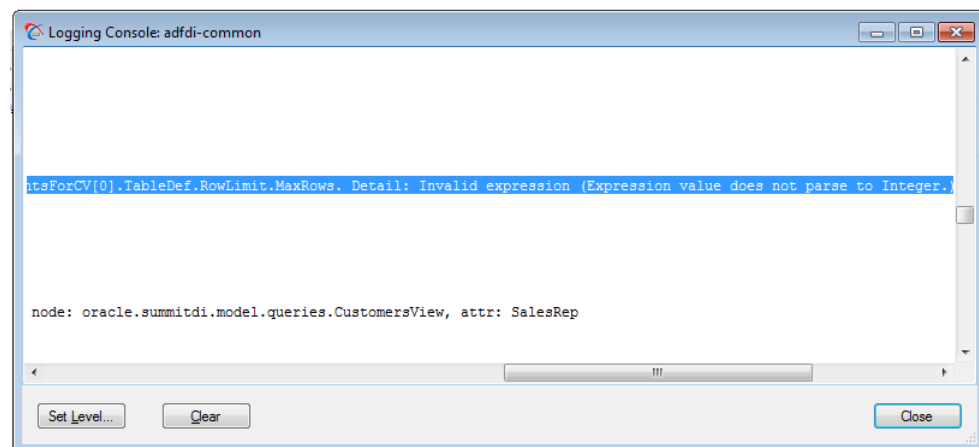 Logging Console: adfdi-common
ntsForCV[0].TableDef.RowLimit.MaxRows. Detail: Invalid expression (Expression value does not parse to Integer.)
node: oracle.summitdi.model.queries.CustomersView, attr: SalesRep
Set Level... Clear Close